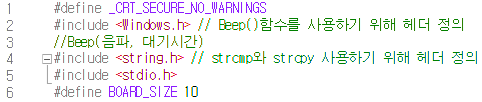 1 #define _CRT_SECURE_NO_WARNINGS
2 #include <Windows.h> // Beep()함수를 사용하기 위해 헤더 정의
3 //Beep(음파, 대기시간)
4 #include <string.h> // strcmp와 strcpy 사용하기 위해 헤더 정의
5 #include <stdio.h>
6 #define BOARD_SIZE 10